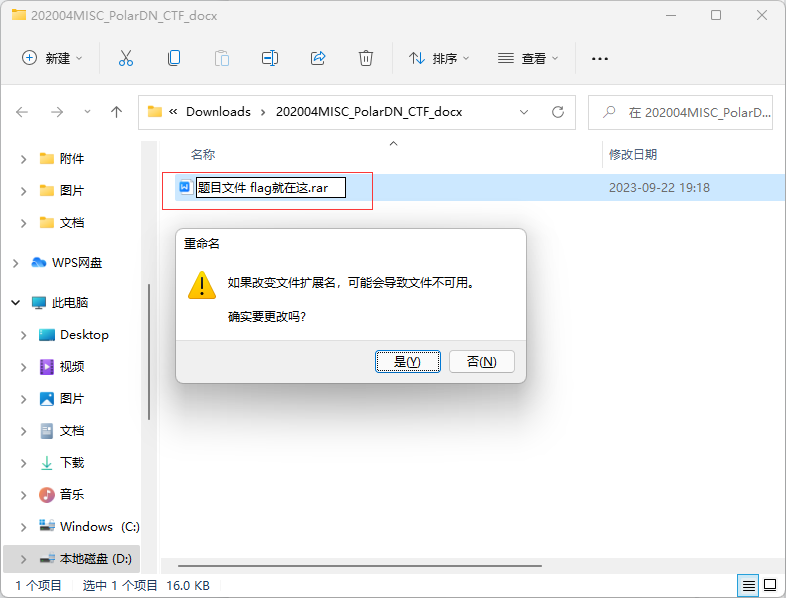 202004MISC_PolarDN_CTF_docx
新建
排序
查看
« Downloads › 202004MISC_PolarDN_CTF_docx
在 202004MISC_PolarD...
附件
图片
文档
WPS网盘
此电脑
Desktop
视频
图片
文档
下载
音乐
Windows (C:)
本地磁盘 (D:)
名称
修改日期
题目文件 flag就在这.rar
2023-09-22 19:18
重命名
如果改变文件扩展名，可能会导致文件不可用。
确实要更改吗?
是(Y)
否(N)
1 个项目
选中 1 个项目 16.0 KB